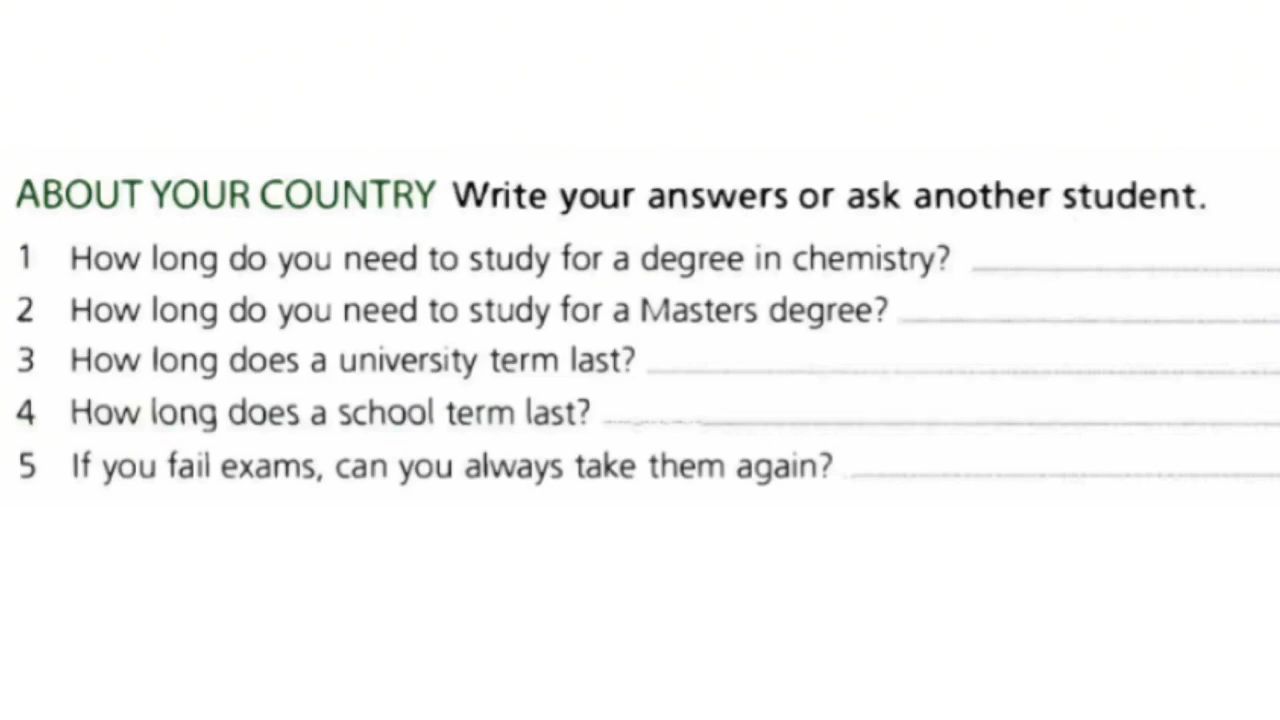 ABOUT YOUR COUNTRY Write your answers or ask another student.
1 How long do you need to study for a degree in chemistry?
2 How long do you need to study for a Masters degree?
3 How long does a university term last?
4 How long does a school term last?
5 If you fail exams, can you always take them again?